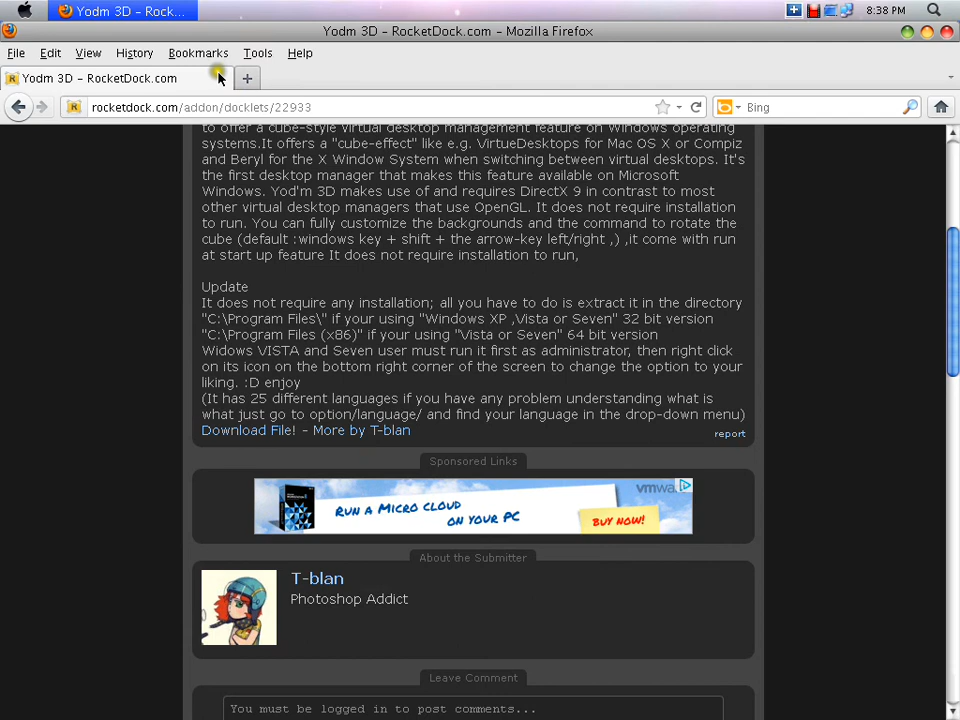 Yodm 3D - Rock...
8:38 PM
Yodm 3D - RocketDock.com - Mozilla Firefox
File Edit View History Bookmarks Tools Help
Yodm 3D - RocketDock.com
rocketdock.com/addon/docklets/22933
Bing
to offer a cube-style virtual desktop management feature on Windows operating
systems.It offers a "cube-effect" like e.g. VirtueDesktops for Mac OS X or Compiz
and Beryl for the X Window System when switching between virtual desktops. It's
the first desktop manager that makes this feature available on Microsoft
Windows. Yod'm 3D makes use of and requires DirectX 9 in contrast to most
other virtual desktop managers that use OpenGL. It does not require installation
to run. You can fully customize the backgrounds and the command to rotate the
cube (default :windows key + shift + the arrow-key left/right ,) ,it come with run
at start up feature It does not require installation to run,
Update
It does not require any installation; all you have to do is extract it in the directory
"C:\Program Files\" if your using "Windows XP ,Vista or Seven" 32 bit version
"C:\Program Files (x86)" if your using "Vista or Seven" 64 bit version
Widows VISTA and Seven user must run it first as administrator, then right click
on its icon on the bottom right corner of the screen to change the option to your
liking. :D enjoy
(It has 25 different languages if you have any problem understanding what is
what just go to option/language/ and find your language in the drop-down menu)
Download File! - More by T-blan
report
Sponsored Links
vmware
Run a Micro cloud
on your PC
Buy now!
About the Submitter
T-blan
Photoshop Addict
Leave Comment
You must be logged in to post comments...